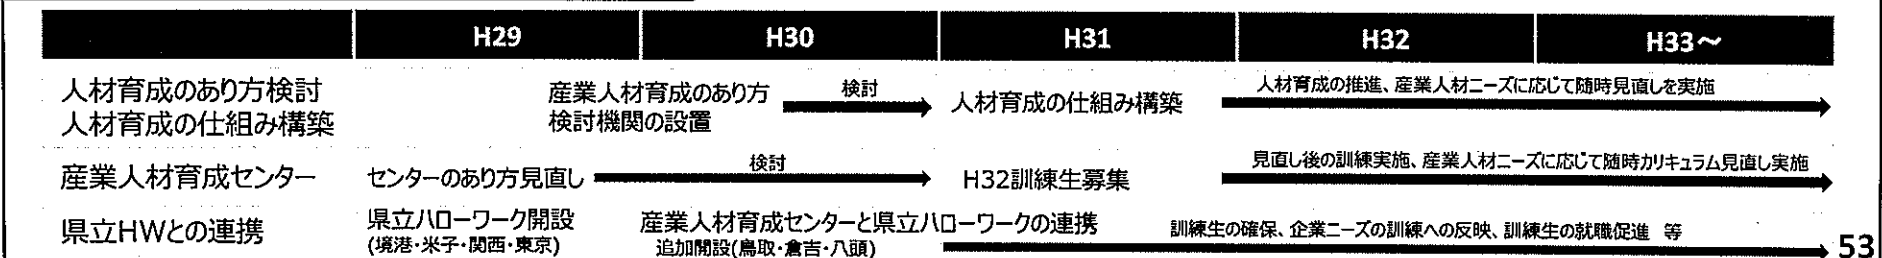 H29 H30 H31 H32 H33～
人材育成のあり方検討
人材育成の仕組み構築
産業人材育成のあり方
検討機関の設置
検討
人材育成の仕組み構築
人材育成の推進、産業人材ニーズに応じて随時見直しを実施
産業人材育成センター
センターのあり方見直し
検討
H32訓練生募集
見直し後の訓練実施、産業人材ニーズに応じて随時カリキュラム見直し実施
県立HWとの連携
県立ハローワーク開設
(境港・米子・関西・東京)
産業人材育成センターと県立ハローワークの連携
追加開設(鳥取・倉吉・八頭)
訓練生の確保、企業ニーズの訓練への反映、訓練生の就職促進 等
53